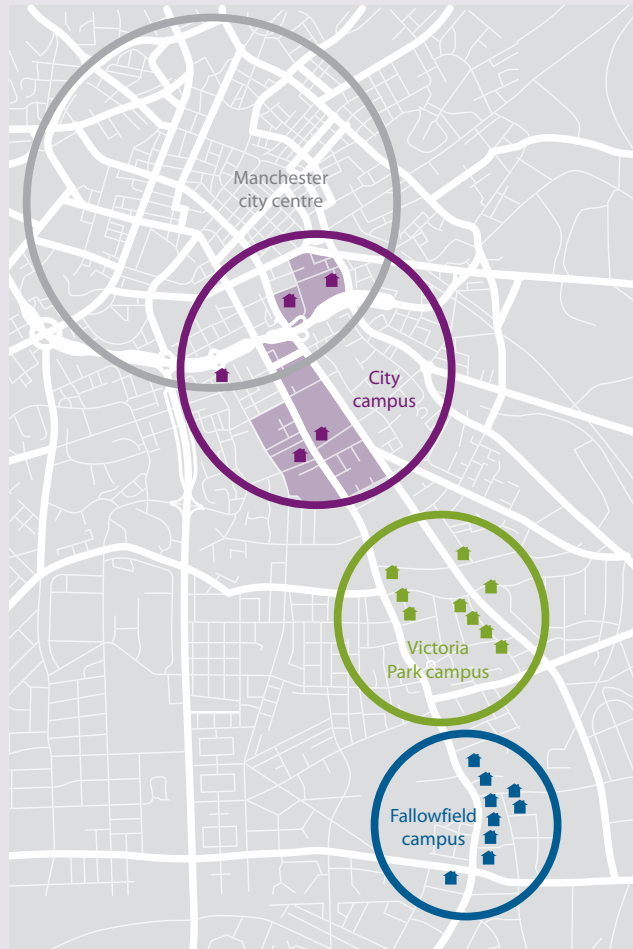 Manchester
city centre
City
campus
Victoria
Park campus
Fallowfield
campus